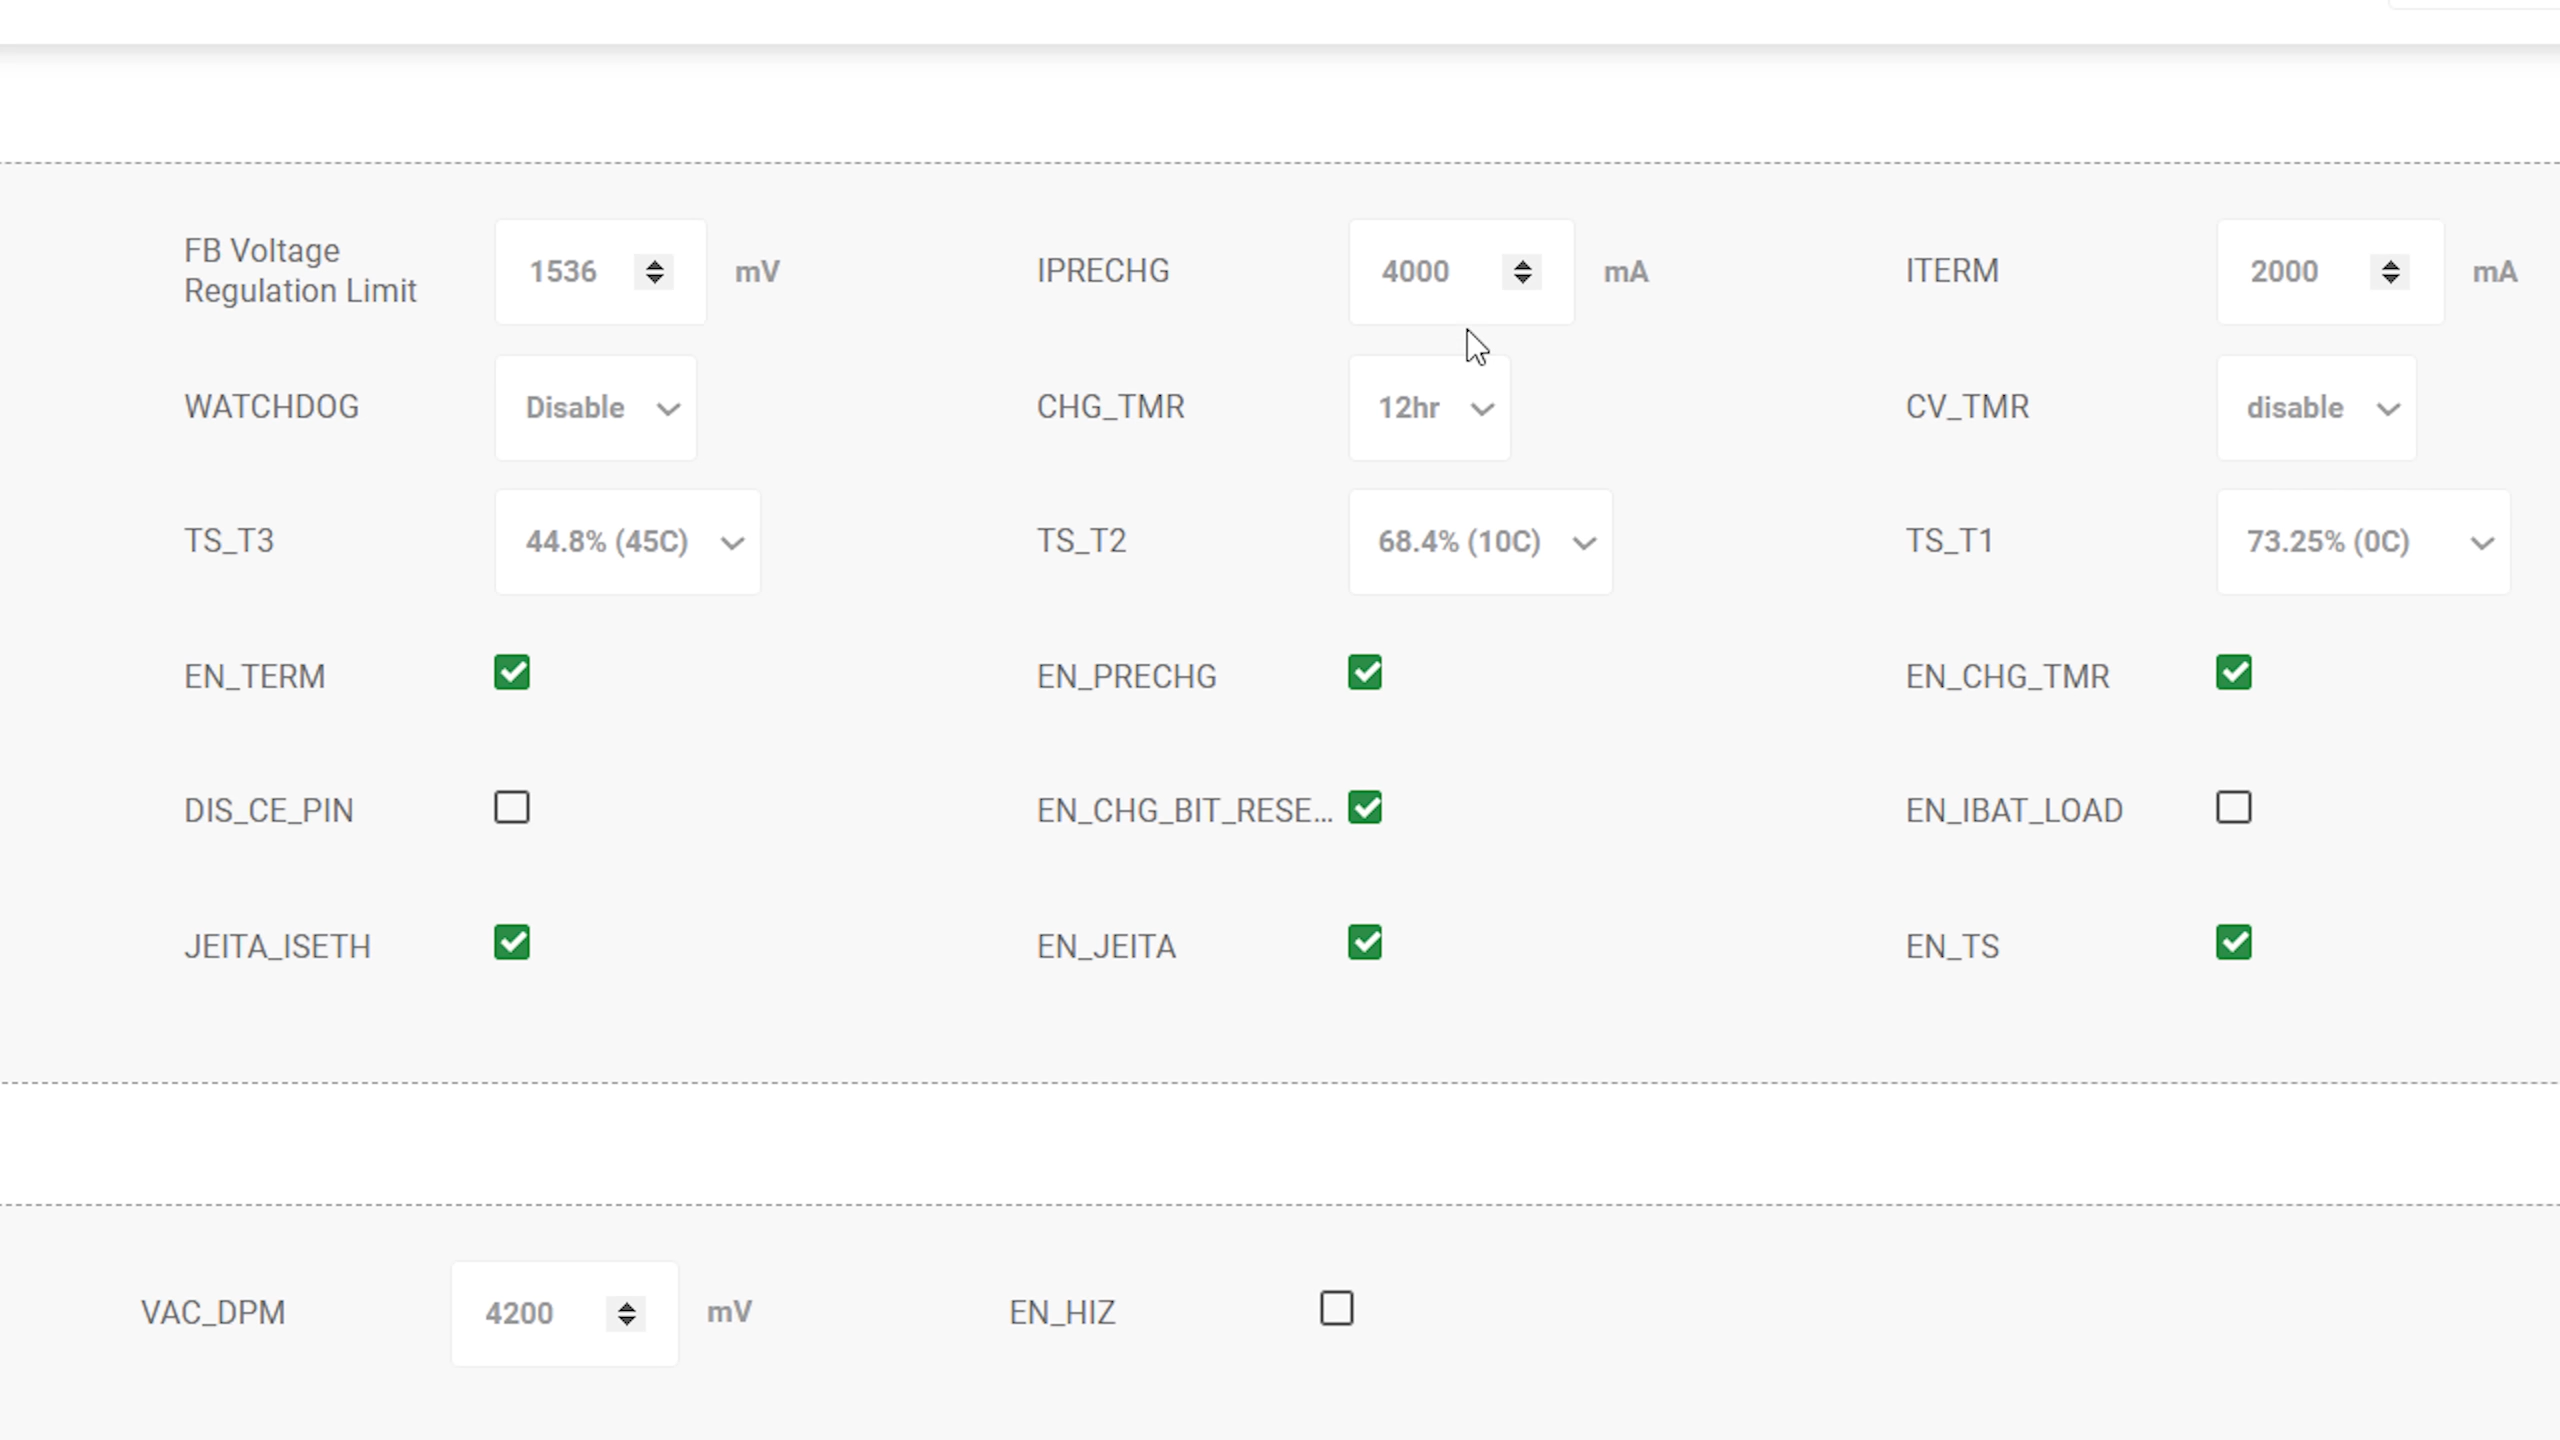 FB Voltage
Regulation Limit
1536 mV
IPRECHG 4000 mA
ITERM 2000 mA
WATCHDOG Disable
CHG_TMR 12hr
CV_TMR disable
TS_T3 44.8% (45C)
TS_T2 68.4% (10C)
TS_T1 73.25% (0C)
EN_TERM
EN_PRECHG
EN_CHG_TMR
DIS_CE_PIN
EN_CHG_BIT_RESE...
EN_IBAT_LOAD
JEITA_ISETH
EN_JEITA
EN_TS
VAC_DPM 4200 mV
EN_HIZ